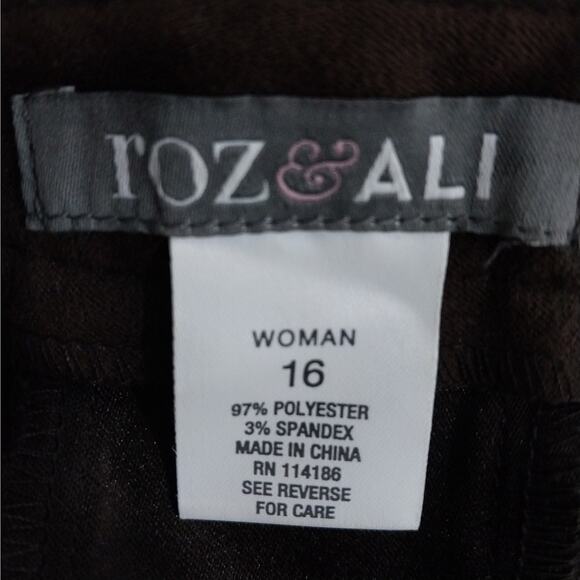 roz&ALI
WOMAN
16
97% POLYESTER
3% SPANDEX
MADE IN CHINA
RN 114186
SEE REVERSE
FOR CARE